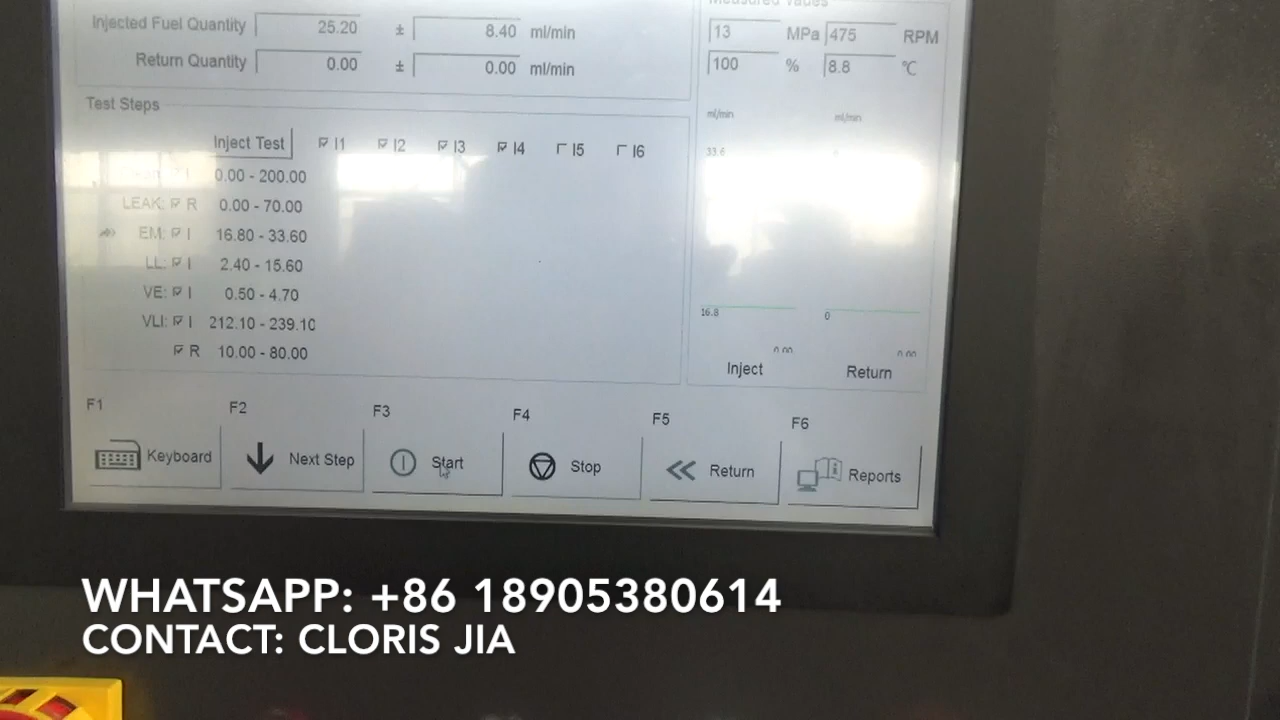 Injected Fuel Quantity 25.20 ± 8.40 ml/min
Return Quantity 0.00 ± 0.00 ml/min
Measured Values
13 MPa 475 RPM
100 % 8.8 °C
Test Steps
Inject Test I1 I2 I3 I4 I5 I6
I 0.00 - 200.00
LEAK: R 0.00 - 70.00
EM: I 16.80 - 33.60
LL: I 2.40 - 15.60
VE: I 0.50 - 4.70
VLI: I 212.10 - 239.10
R 10.00 - 80.00
ml/min ml/min
33.6 0
16.8 0
0.00 0.00
Inject Return
F1 F2 F3 F4 F5 F6
Keyboard Next Step Start Stop Return Reports
WHATSAPP: +86 18905380614
CONTACT: CLORIS JIA